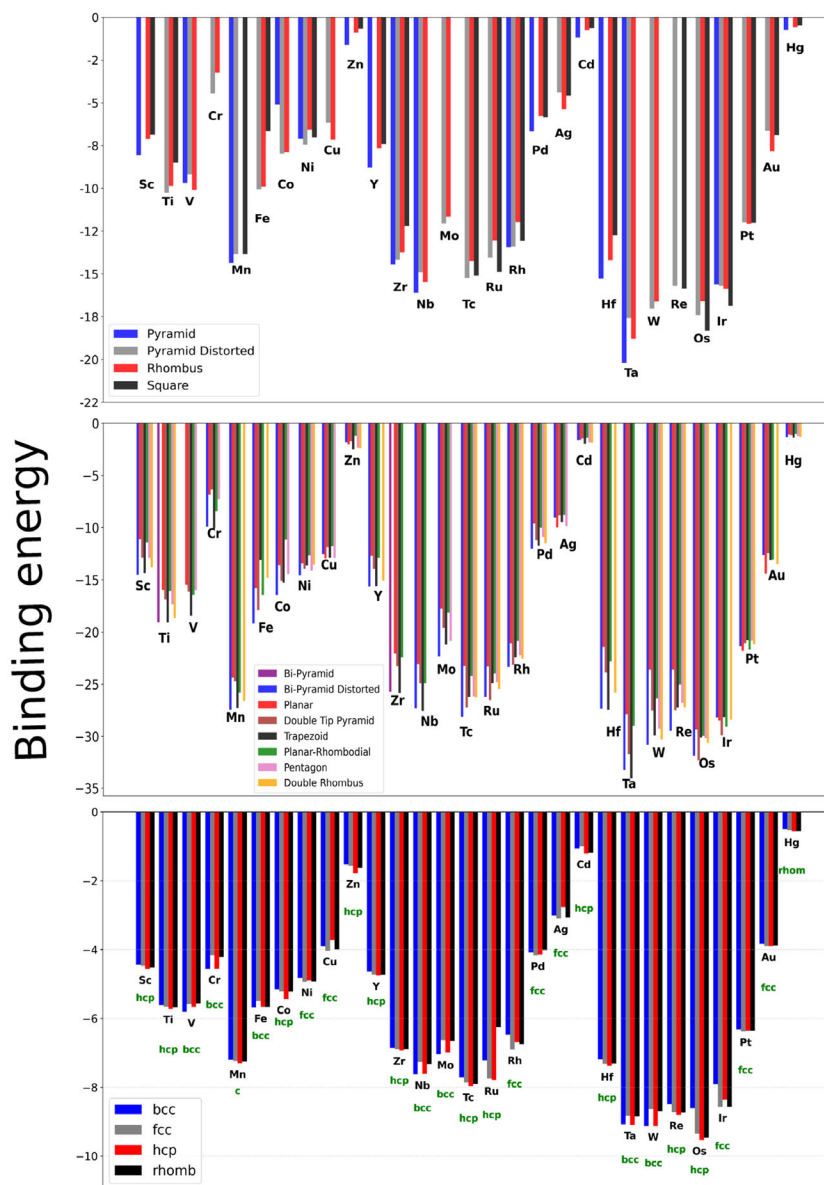 Binding energy
0
-2
-5
-8
-10
-12
-15
-18
-20
-22
Sc
Ti
V
Cr
Mn
Fe
Co
Ni
Cu
Zn
Y
Zr
Nb
Mo
Tc
Ru
Rh
Pd
Ag
Cd
Hf
Ta
W
Re
Os
Ir
Pt
Au
Hg
Pyramid
Pyramid Distorted
Rhombus
Square
0
−5
−10
−15
−20
−25
−30
−35
Sc
Ti
V
Cr
Mn
Fe
Co
Ni
Cu
Zn
Y
Zr
Nb
Mo
Tc
Ru
Rh
Pd
Ag
Cd
Hf
Ta
W
Re
Os
Ir
Pt
Au
Hg
Bi-Pyramid
Bi-Pyramid Distorted
Planar
Double Tip Pyramid
Trapezoid
Planar-Rhombodial
Pentagon
Double Rhombus
0
−2
−4
−6
−8
−10
Sc
hcp
Ti
hcp
V
bcc
Cr
bcc
Mn
c
Fe
bcc
Co
hcp
Ni
fcc
Cu
fcc
Zn
hcp
Y
hcp
Zr
hcp
Nb
bcc
Mo
bcc
Tc
hcp
Ru
hcp
Rh
fcc
Pd
fcc
Ag
fcc
Cd
hcp
Hf
hcp
Ta
bcc
W
bcc
Re
hcp
Os
hcp
Ir
fcc
Pt
fcc
Au
fcc
Hg
rhom
bcc
fcc
hcp
rhomb